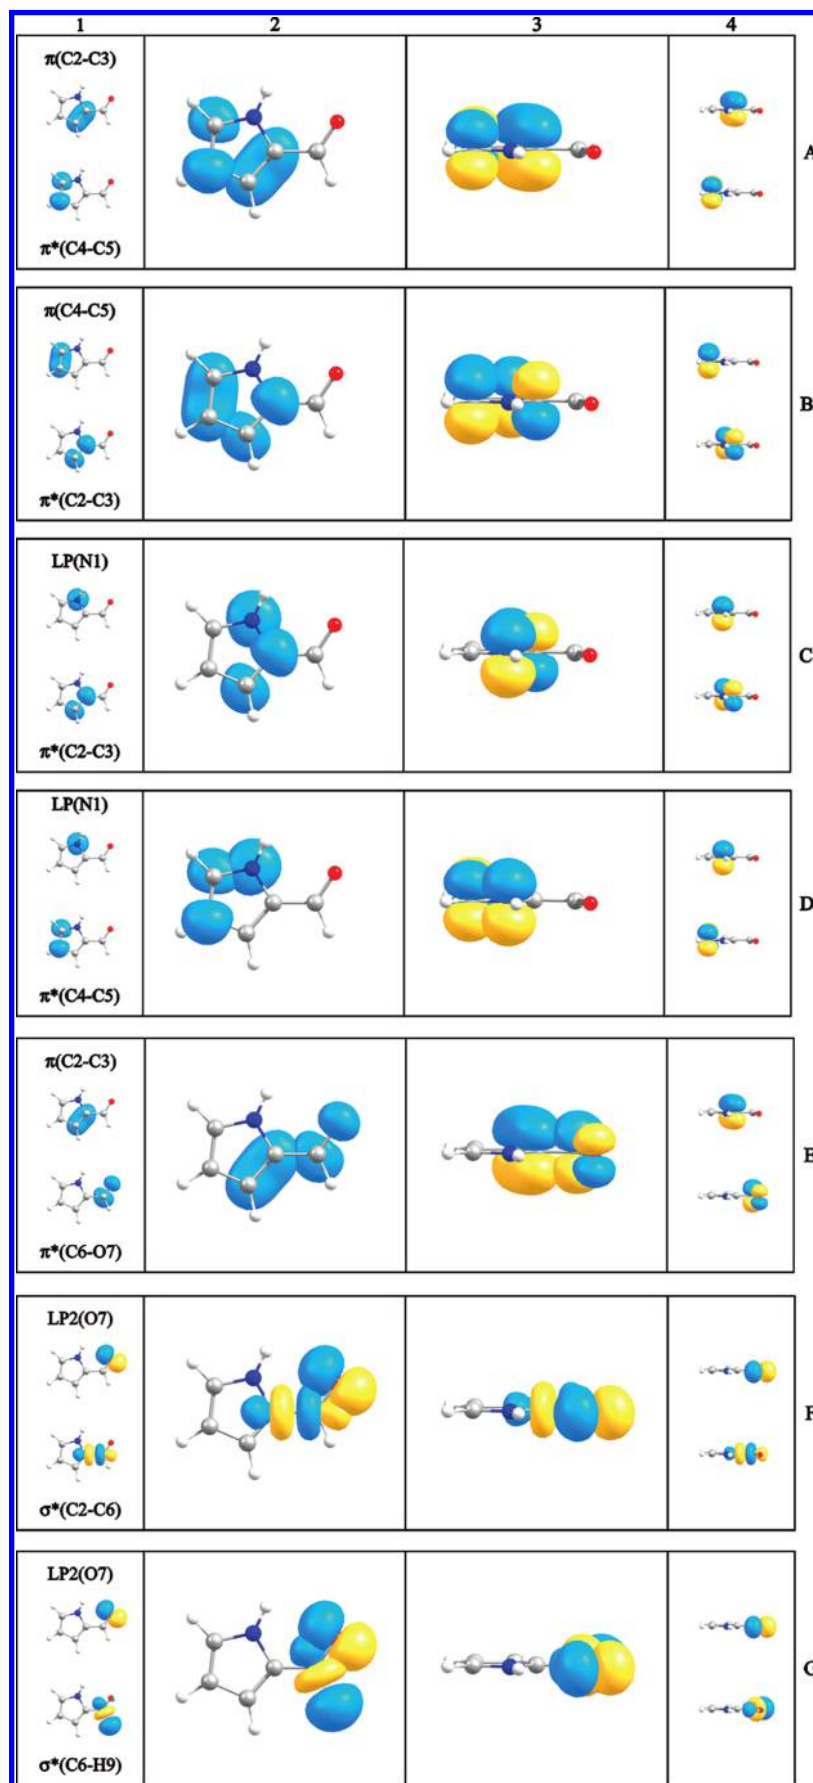 1 2 3 4
π(C2-C3)
A
π*(C4-C5)
π(C4-C5)
B
π*(C2-C3)
LP(N1)
C
π*(C2-C3)
LP(N1)
D
π*(C4-C5)
π(C2-C3)
E
π*(C6-O7)
LP2(O7)
F
σ*(C2-C6)
LP2(O7)
G
σ*(C6-H9)